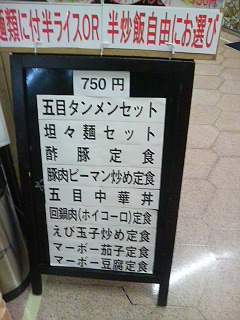 麺類に付半ライスOR 半炒飯自由にお選び
750円
五目タンメンセット
坦々麺セット
酢豚定食
豚肉ピーマン炒め定食
五目中華丼
回鍋肉(ホイコーロ)定食
えび玉子炒め定食
マーボー茄子定食
マーボー豆腐定食